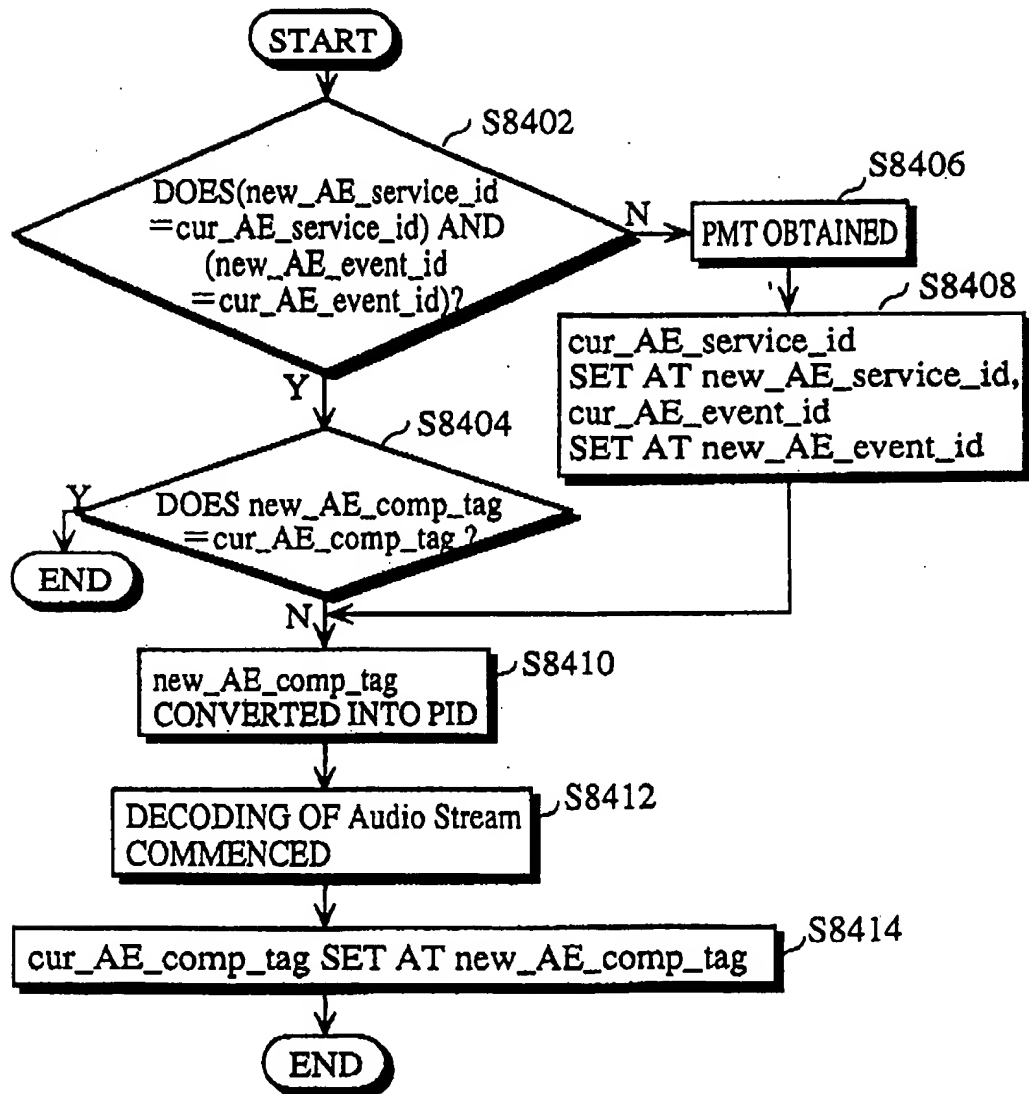 START
S8402
DOES(new_AE_service_id
=cur_AE_service_id) AND
(new_AE_event_id
=cur_AE_event_id)?
N
S8406
PMT OBTAINED
S8408
cur_AE_service_id
SET AT new_AE_service_id,
cur_AE_event_id
SET AT new_AE_event_id
Y
S8404
DOES new_AE_comp_tag
=cur_AE_comp_tag ?
Y
END
N
S8410
new_AE_comp_tag
CONVERTED INTO PID
S8412
DECODING OF Audio Stream
COMMENCED
S8414
cur_AE_comp_tag SET AT new_AE_comp_tag
END